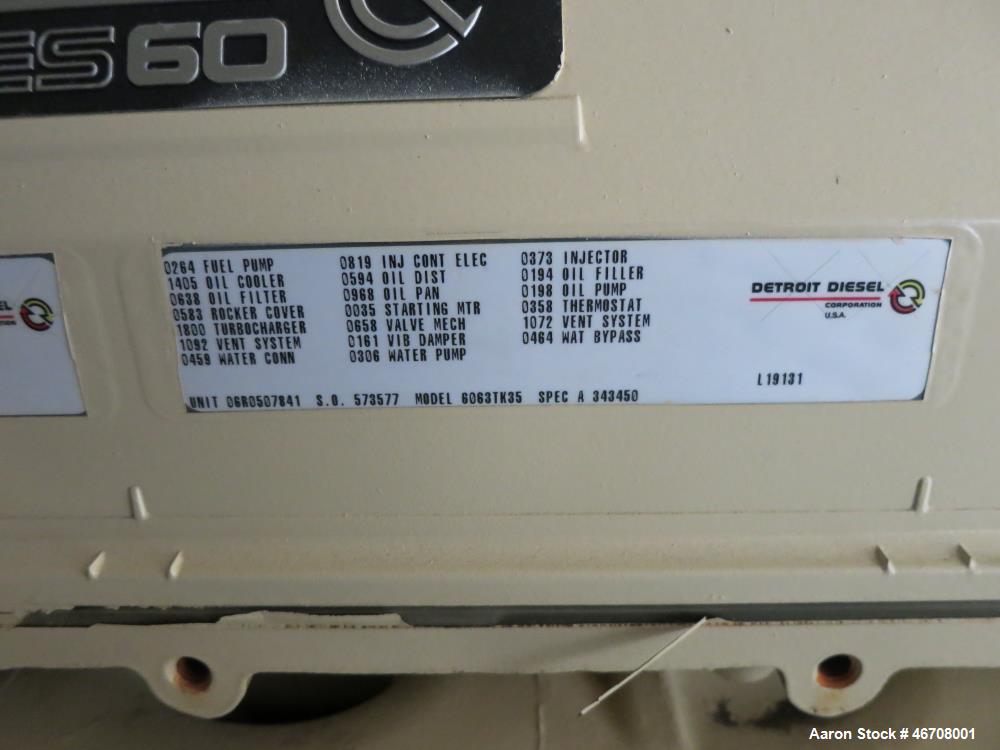 ES60
0264 FUEL PUMP
1405 OIL COOLER
0638 OIL FILTER
0583 ROCKER COVER
1800 TURBOCHARGER
1092 VENT SYSTEM
0459 WATER CONN
0819 INJ CONT ELEC
0594 OIL DIST
0968 OIL PAN
0035 STARTING MTR
0658 VALVE MECH
0161 VIB DAMPER
0306 WATER PUMP
0373 INJECTOR
0194 OIL FILLER
0198 OIL PUMP
0358 THERMOSTAT
1072 VENT SYSTEM
0464 WAT BYPASS
DETROIT DIESEL
CORPORATION
U.S.A.
L19131
UNIT 06R0507841 S.O. 573577 MODEL 6063TK35 SPEC A 343450
EL
Aaron Stock # 46708001